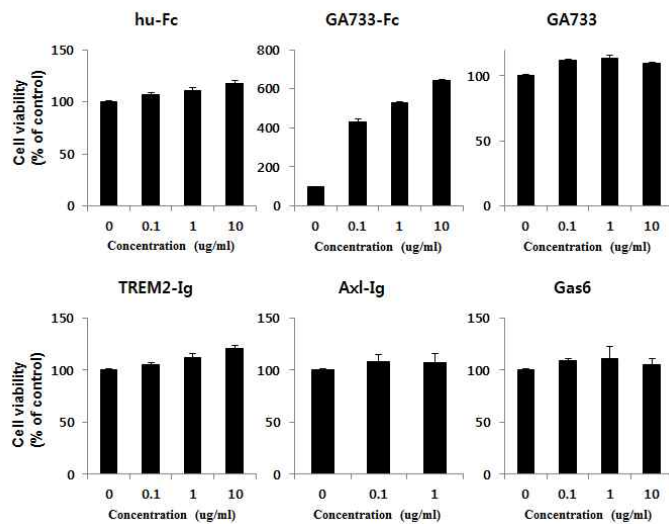 hu-Fc
GA733-Fc
GA733
Cell viability
(% of control)
150
100
50
0
0 0.1 1 10
Concentration (ug/ml)
800
600
400
200
0
0 0.1 1 10
Concentration (ug/ml)
100
50
0
0 0.1 1 10
Concentration (ug/ml)
TREM2-Ig
Axl-Ig
Gas6
Cell viability
(% of control)
150
100
50
0
0 0.1 1 10
Concentration (ug/ml)
150
100
50
0
0 0.1 1
Concentration (ug/ml)
150
100
50
0
0 0.1 1 10
Concentration (ug/ml)